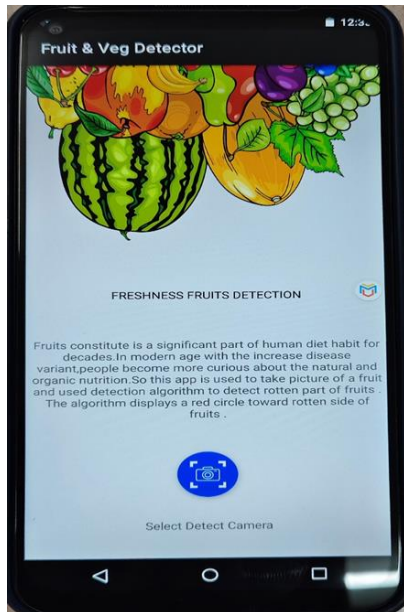 Fruit & Veg Detector
FRESHNESS FRUITS DETECTION
Fruits constitute is a significant part of human diet habit for
decades.In modern age with the increase disease
variant,people become more curious about the natural and
organic nutrition.So this app is used to take picture of a fruit
and used detection algorithm to detect rotten part of fruits .
The algorithm displays a red circle toward rotten side of
fruits .
Select Detect Camera